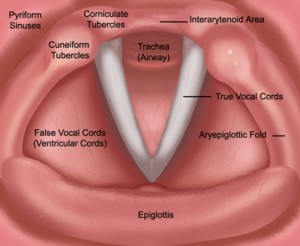 Pyriform
Sinuses
Corniculate
Tubercles
Interarytenoid Area
Cuneiform
Tubercles
Trachea
(Airway)
True Vocal Cords
False Vocal Cords
(Ventricular Cords)
Aryepiglottic Fold
Epiglottis